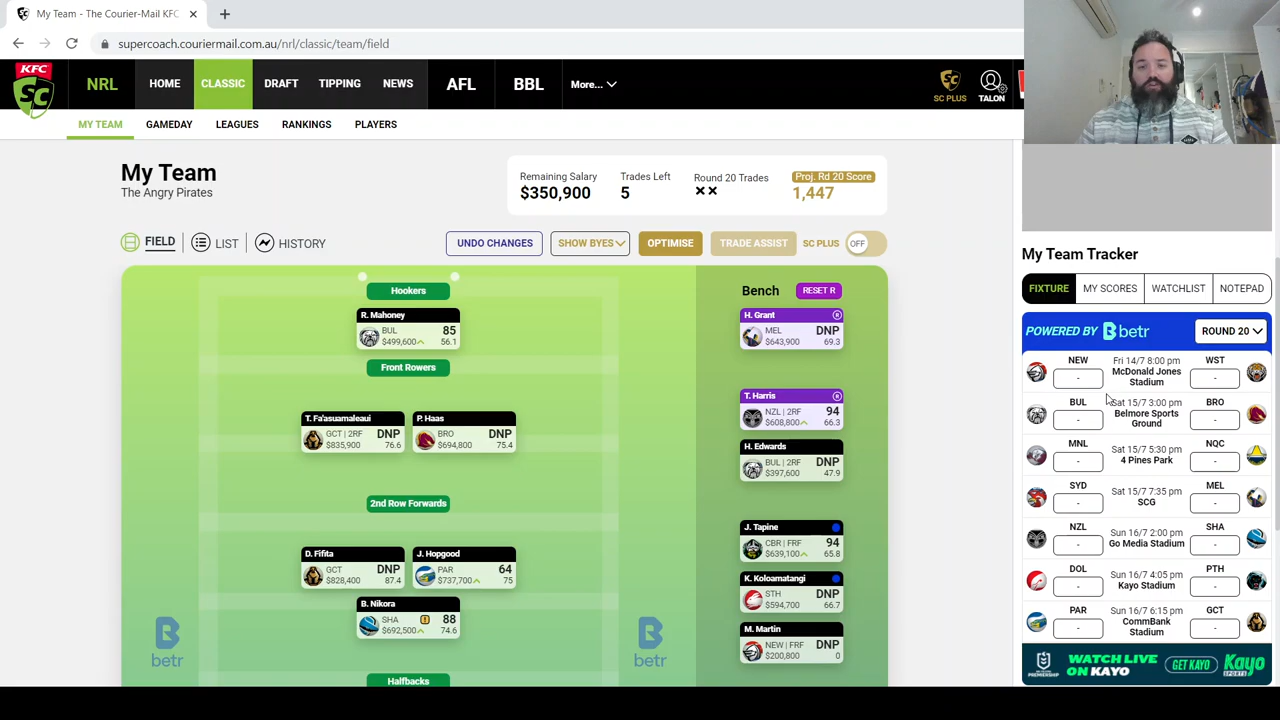 My Team - The Courier-Mail KFC
supercoach.couriermail.com.au/nrl/classic/team/field
KFC
SC
NRL
HOME
CLASSIC
DRAFT
TIPPING
NEWS
AFL
BBL
More...
SC PLUS
TALON
MY TEAM
GAMEDAY
LEAGUES
RANKINGS
PLAYERS
My Team
The Angry Pirates
Remaining Salary
$350,900
Trades Left
5
Round 20 Trades
Proj. Rd 20 Score
1,447
FIELD
LIST
HISTORY
UNDO CHANGES
SHOW BYES
OPTIMISE
TRADE ASSIST
SC PLUS
OFF
Hookers
R. Mahoney
BUL 85
$499,600 56.1
Front Rowers
T. Fa'asuamaleaui
GCT | 2RF DNP
$835,900 76.6
P. Haas
BRO DNP
$694,800 75.4
2nd Row Forwards
D. Fifita
GCT DNP
$828,400 87.4
J. Hopgood
PAR 64
$737,700 75
B. Nikora
SHA 88
$692,500 74.6
Halfbacks
betr
betr
Bench
RESET R
H. Grant R
MEL DNP
$643,900 69.3
T. Harris R
NZL | 2RF 94
$608,800 66.3
H. Edwards
BUL | 2RF DNP
$397,600 47.9
J. Tapine
CBR | FRF 94
$639,100 65.8
K. Koloamatangi
STH DNP
$594,700 66.7
M. Martin
NEW | FRF DNP
$200,800 0
My Team Tracker
FIXTURE
MY SCORES
WATCHLIST
NOTEPAD
POWERED BY betr
ROUND 20
NEW Fri 14/7 8:00 pm WST
- McDonald Jones Stadium -
BUL Sat 15/7 3:00 pm BRO
- Belmore Sports Ground -
MNL Sat 15/7 5:30 pm NQC
- 4 Pines Park -
SYD Sat 15/7 7:35 pm MEL
- SCG -
NZL Sun 16/7 2:00 pm SHA
- Go Media Stadium -
DOL Sun 16/7 4:05 pm PTH
- Kayo Stadium -
PAR Sun 16/7 6:15 pm GCT
- CommBank Stadium -
WATCH LIVE ON KAYO
GET KAYO
Kayo SPORTS